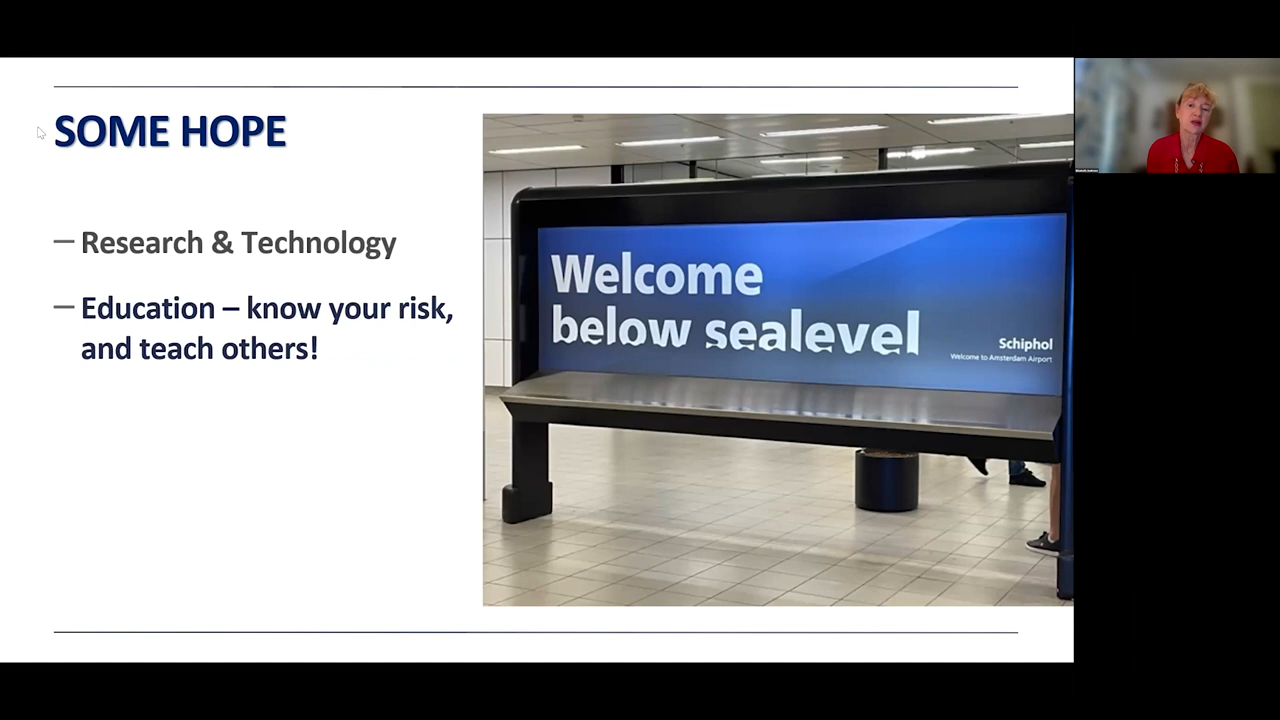 SOME HOPE
— Research & Technology
— Education – know your risk,
and teach others!
Welcome
below sealevel
Schiphol
Welcome to Amsterdam Airport